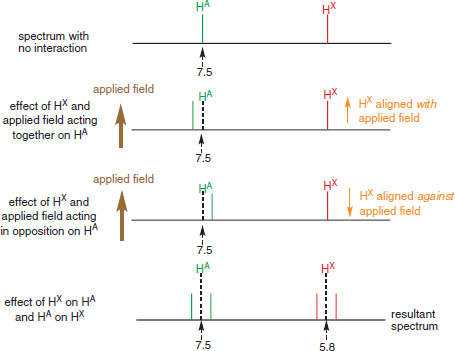 H^A H^X
spectrum with
no interaction
7.5
applied field
effect of H^X and
applied field acting
together on H^A
H^A H^X
H^X aligned with
applied field
7.5
applied field
effect of H^X and
applied field acting
in opposition on H^A
H^A H^X
H^X aligned against
applied field
7.5
H^A H^X
effect of H^X on H^A
and H^A on H^X
resultant
spectrum
7.5 5.8